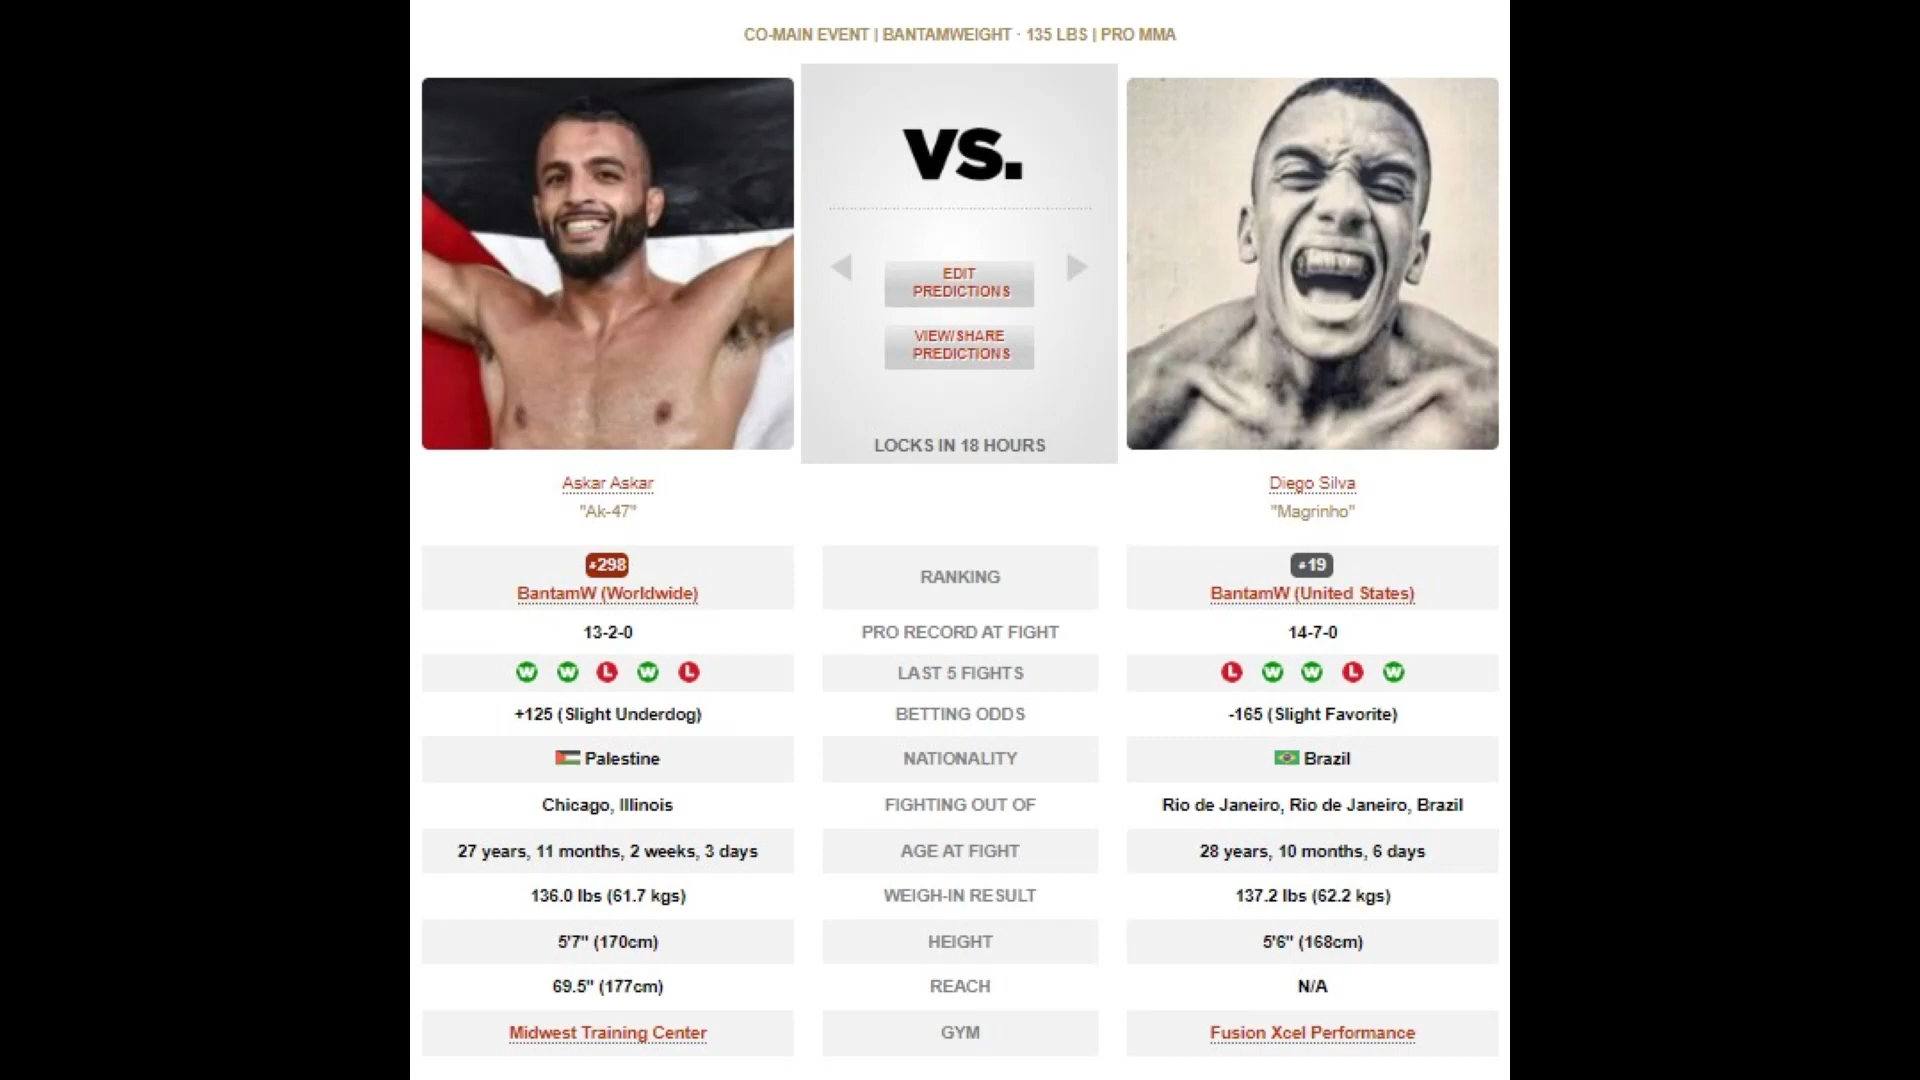 CO-MAIN EVENT | BANTAMWEIGHT · 135 LBS | PRO MMA
VS.
EDIT
PREDICTIONS
VIEW/SHARE
PREDICTIONS
LOCKS IN 18 HOURS
Askar Askar
"Ak-47"
Diego Silva
"Magrinho"
#298
BantamW (Worldwide)
RANKING
#19
BantamW (United States)
13-2-0
PRO RECORD AT FIGHT
14-7-0
W W L W L
LAST 5 FIGHTS
L W W L W
+125 (Slight Underdog)
BETTING ODDS
-165 (Slight Favorite)
Palestine
NATIONALITY
Brazil
Chicago, Illinois
FIGHTING OUT OF
Rio de Janeiro, Rio de Janeiro, Brazil
27 years, 11 months, 2 weeks, 3 days
AGE AT FIGHT
28 years, 10 months, 6 days
136.0 lbs (61.7 kgs)
WEIGH-IN RESULT
137.2 lbs (62.2 kgs)
5'7" (170cm)
HEIGHT
5'6" (168cm)
69.5" (177cm)
REACH
N/A
Midwest Training Center
GYM
Fusion Xcel Performance